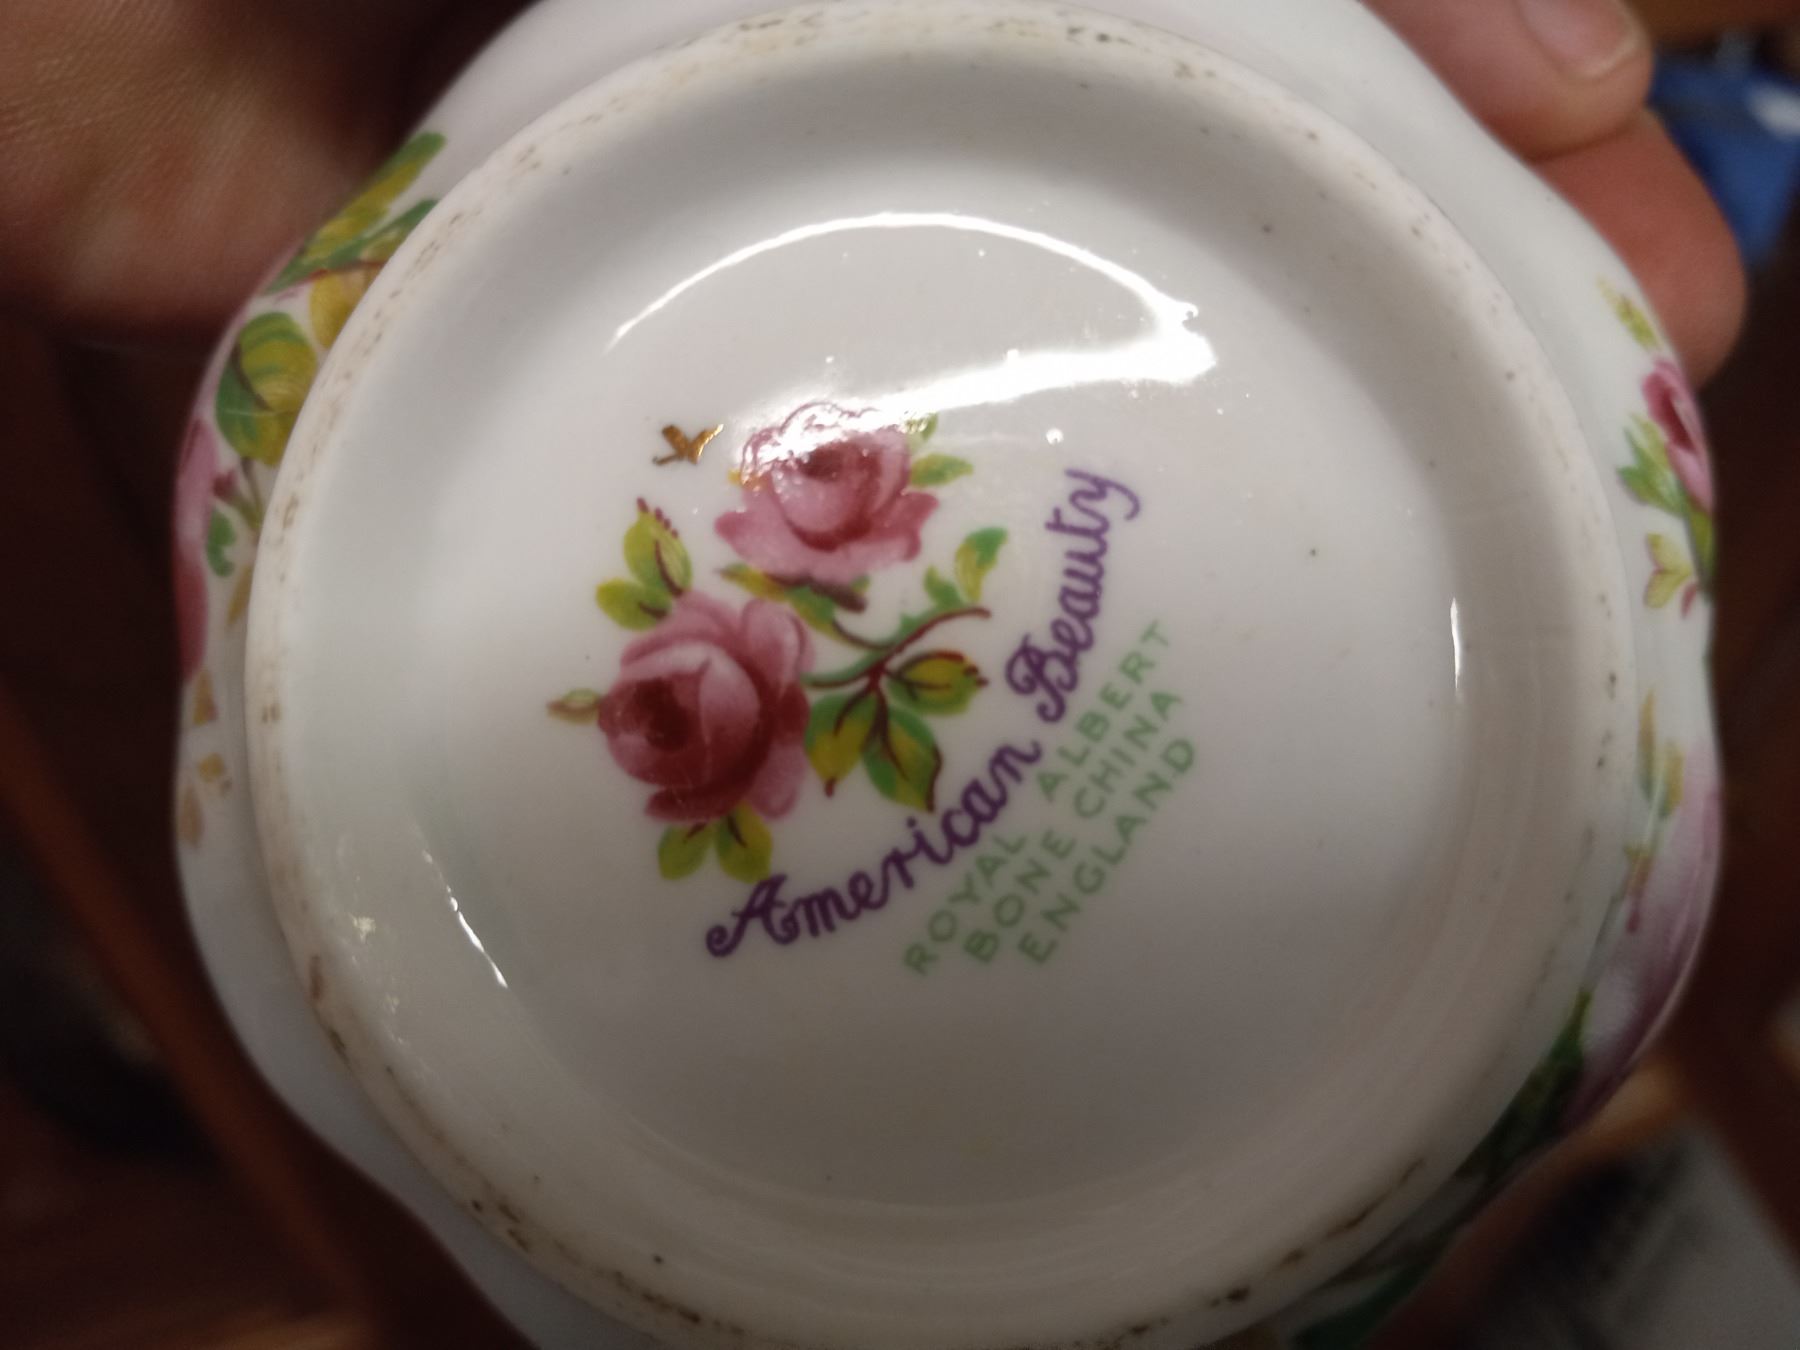 American Beauty
ROYAL ALBERT
BONE CHINA
ENGLAND